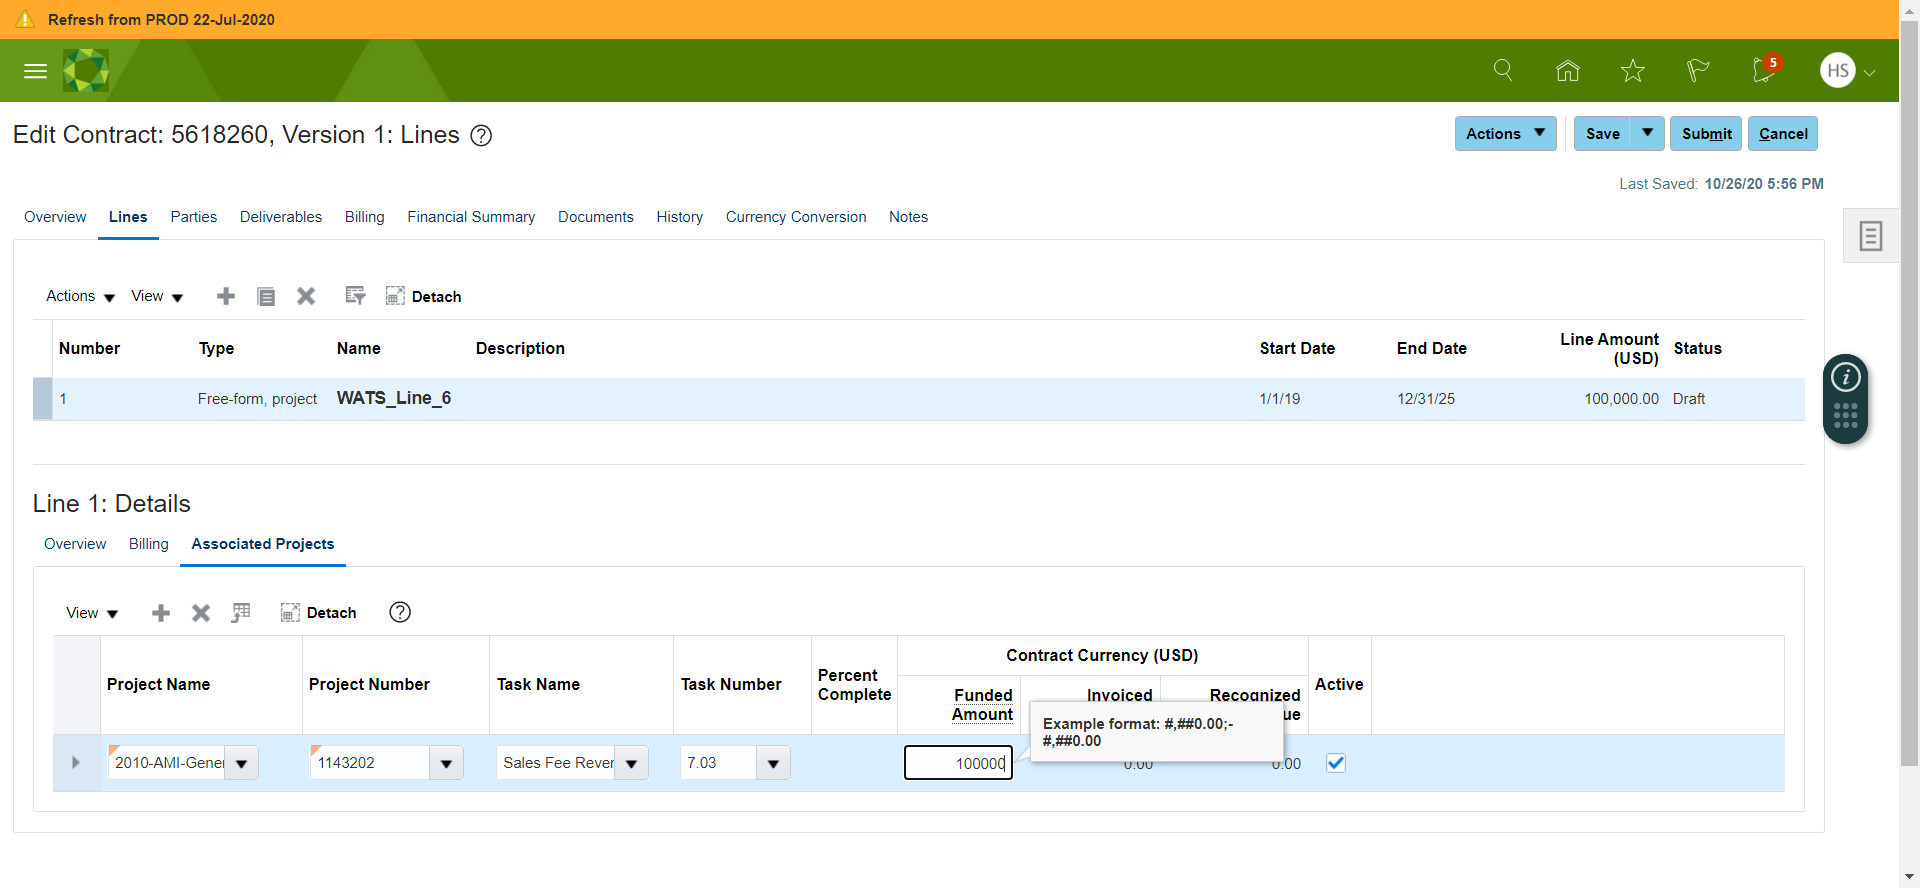 Refresh from PROD 22-Jul-2020
5
HS
Edit Contract: 5618260, Version 1: Lines
Actions
Save
Submit
Cancel
Last Saved: 10/26/20 5:56 PM
Overview Lines Parties Deliverables Billing Financial Summary Documents History Currency Conversion Notes
Actions View Detach
Number Type Name Description Start Date End Date Line Amount (USD) Status
1 Free-form, project WATS_Line_6 1/1/19 12/31/25 100,000.00 Draft
Line 1: Details
Overview Billing Associated Projects
View Detach
Contract Currency (USD)
Project Name Project Number Task Name Task Number Percent Complete Funded Amount Invoiced Recognized ue Active
Example format: #,##0.00;-
#,##0.00
2010-AMI-Gener 1143202 Sales Fee Rever 7.03 100000 0.00 0.00